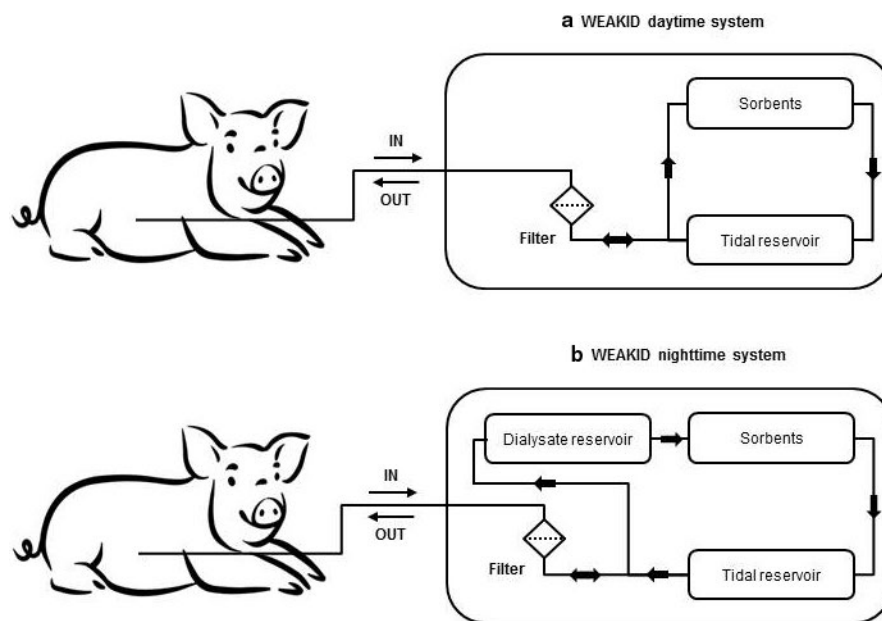 a WEAKID daytime system
Sorbents
IN
OUT
Filter
Tidal reservoir
b WEAKID nighttime system
Dialysate reservoir
Sorbents
IN
OUT
Filter
Tidal reservoir